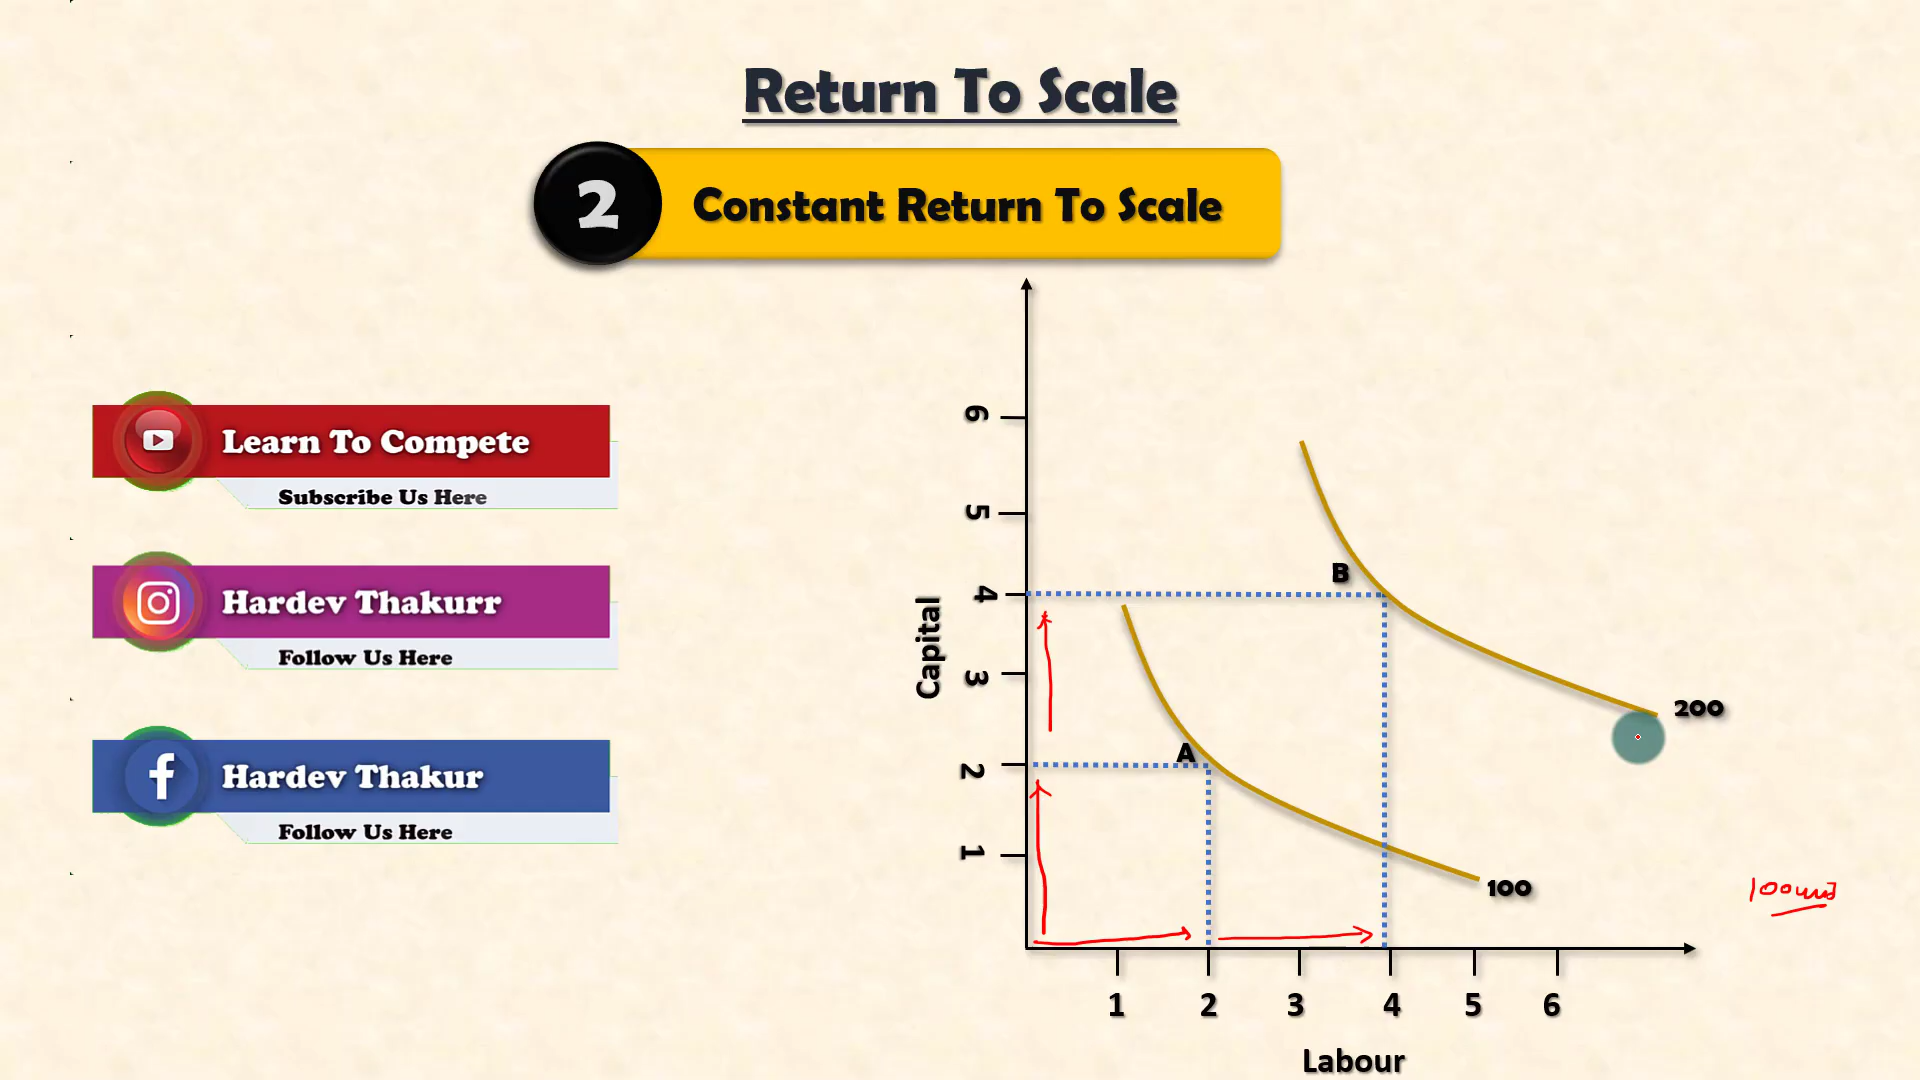 Return To Scale
2
Constant Return To Scale
Learn To Compete
Subscribe Us Here
Hardev Thakurr
Follow Us Here
Hardev Thakur
Follow Us Here
Capital
6
5
4
3
2
1
B
A
200
100
1 2 3 4 5 6
Labour